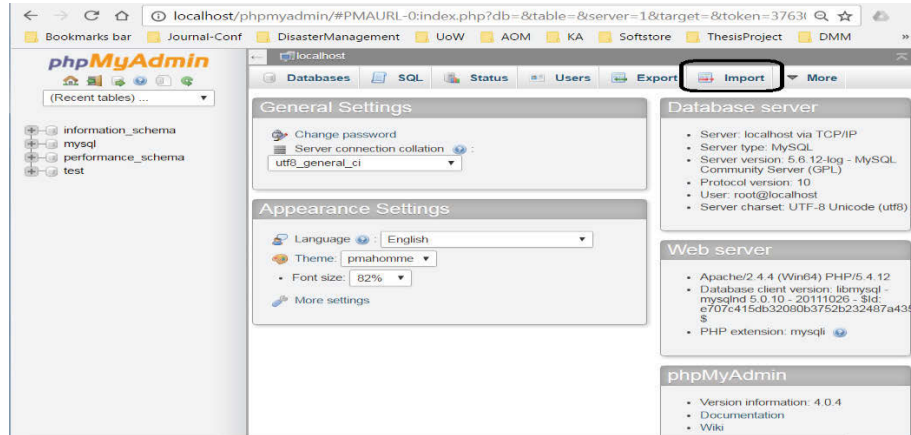 localhost/phpmyadmin/#PMAURL-0:index.php?db=&table=&server=1&target=&token=3763
Bookmarks bar Journal-Conf DisasterManagement UoW AOM KA Softstore ThesisProject DMM »
phpMyAdmin
(Recent tables) ...
information_schema
mysql
performance_schema
test
localhost
Databases SQL Status Users Export Import More
General Settings
Change password
Server connection collation :
utf8_general_ci
Appearance Settings
Language : English
Theme: pmahomme
• Font size: 82%
More settings
Database server
• Server: localhost via TCP/IP
• Server type: MySQL
• Server version: 5.6.12-log - MySQL
Community Server (GPL)
• Protocol version: 10
• User: root@localhost
• Server charset: UTF-8 Unicode (utf8)
Web server
• Apache/2.4.4 (Win64) PHP/5.4.12
• Database client version: libmysql -
mysqlnd 5.0.10 - 20111026 - $Id:
e707c415db32080b3752b232487a435
$
• PHP extension: mysqli
phpMyAdmin
• Version information: 4.0.4
• Documentation
• Wiki